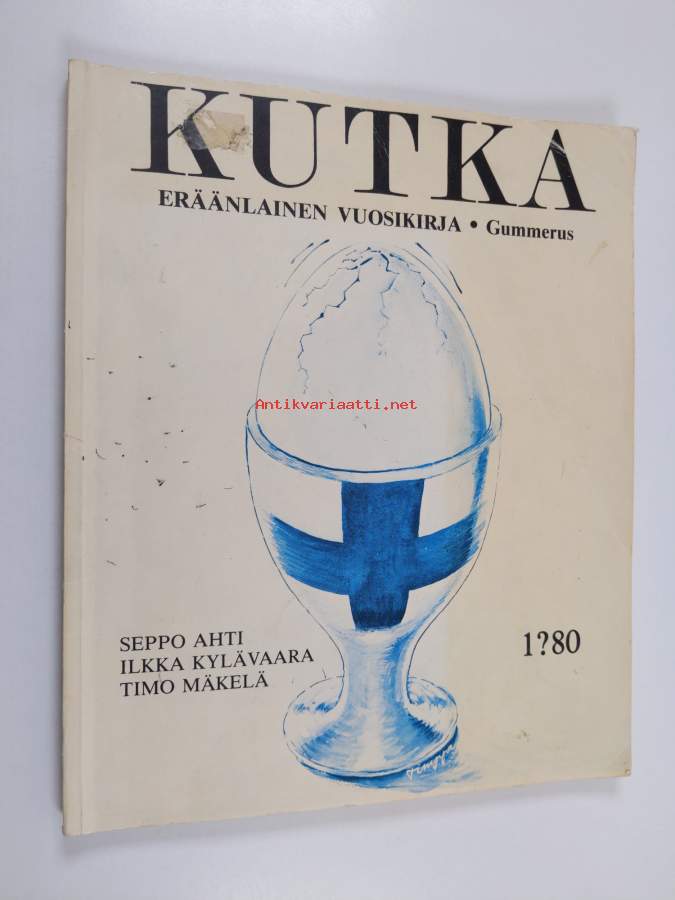 KUTKA
ERÄÄNLAINEN VUOSIKIRJA • Gummerus
Antikvariaatti.net
SEPPO AHTI
ILKKA KYLÄVAARA
TIMO MÄKELÄ
1?80